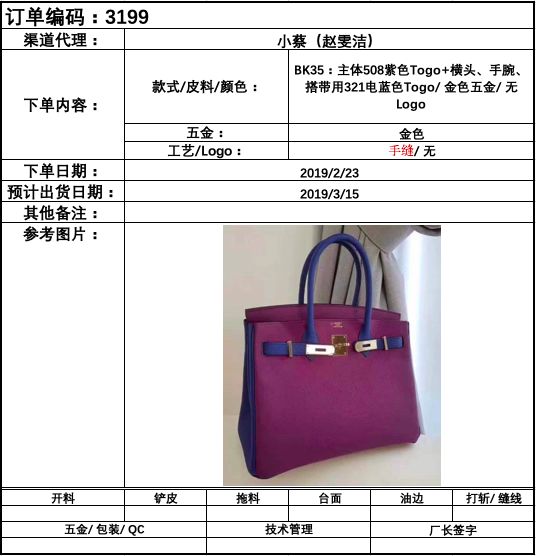 订单编码：3199
渠道代理：
小蔡（赵雯洁）
下单内容：
款式/皮料/颜色：
BK35：主体508紫色Togo+横头、手腕、
搭带用321电蓝色Togo/ 金色五金/ 无
Logo
五金：
金色
工艺/Logo：
手缝/ 无
下单日期：
2019/2/23
预计出货日期：
2019/3/15
其他备注：
参考图片：
开料 铲皮 拖料 台面 油边 打斩/ 缝线
五金/ 包装/ QC 技术管理 厂长签字